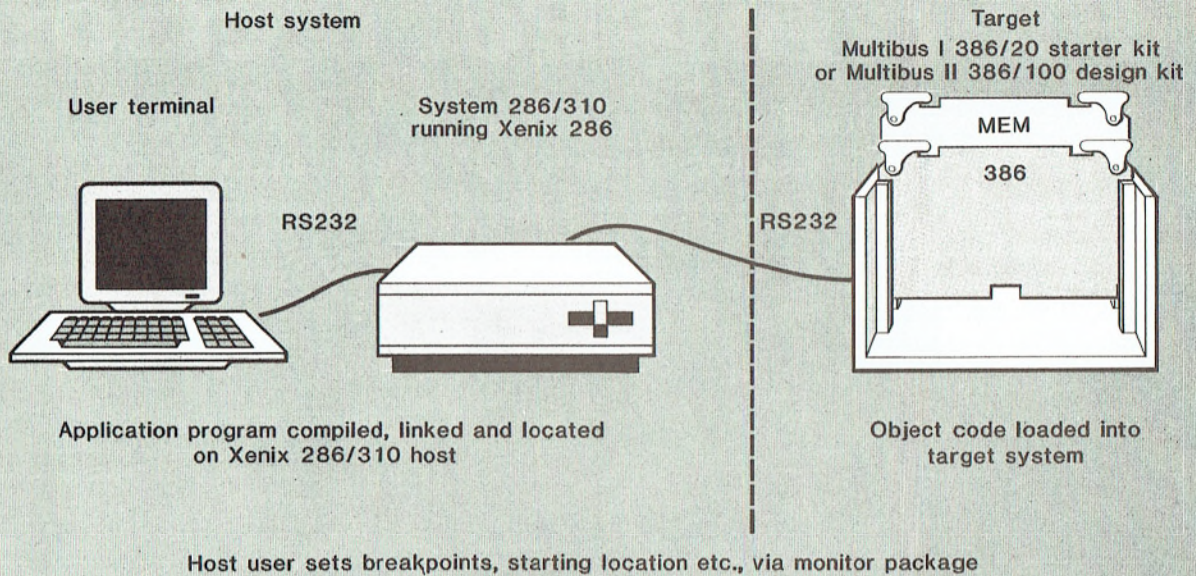 Host system
Target
Multibus I 386/20 starter kit
or Multibus II 386/100 design kit
User terminal
System 286/310
running Xenix 286
MEM
386
RS232
RS232
Application program compiled, linked and located
on Xenix 286/310 host
Object code loaded into
target system
Host user sets breakpoints, starting location etc., via monitor package